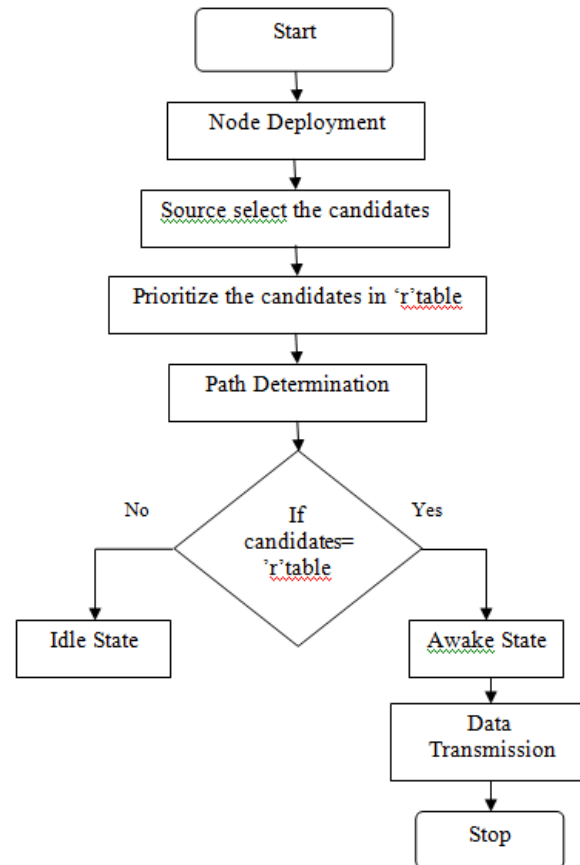 Start
Node Deployment
Source select the candidates
Prioritize the candidates in ‘r’table
Path Determination
No
Yes
If
candidates=
’r’table
Idle State
Awake State
Data
Transmission
Stop